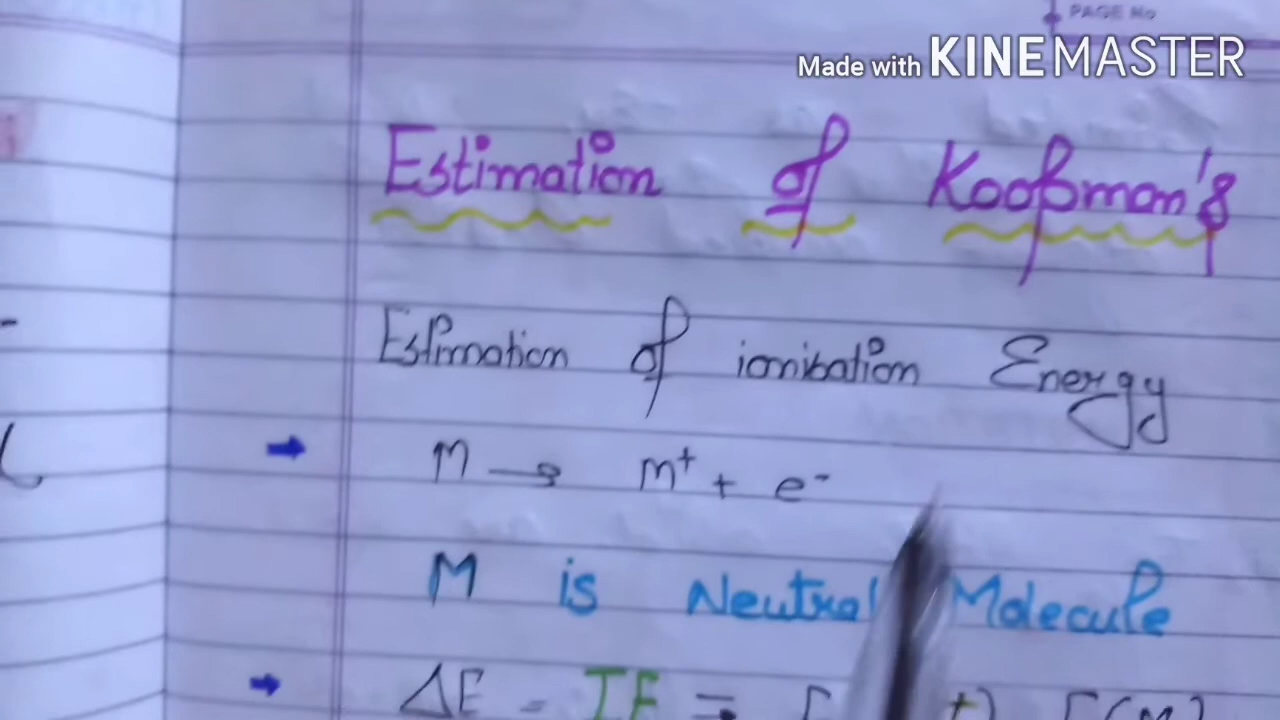 PAGE No
Made with KINEMASTER
Estimation of Koopman's
Estimation of ionisation Energy
M → M⁺ + e⁻
M is Neutral Molecule
ΔE = IE =